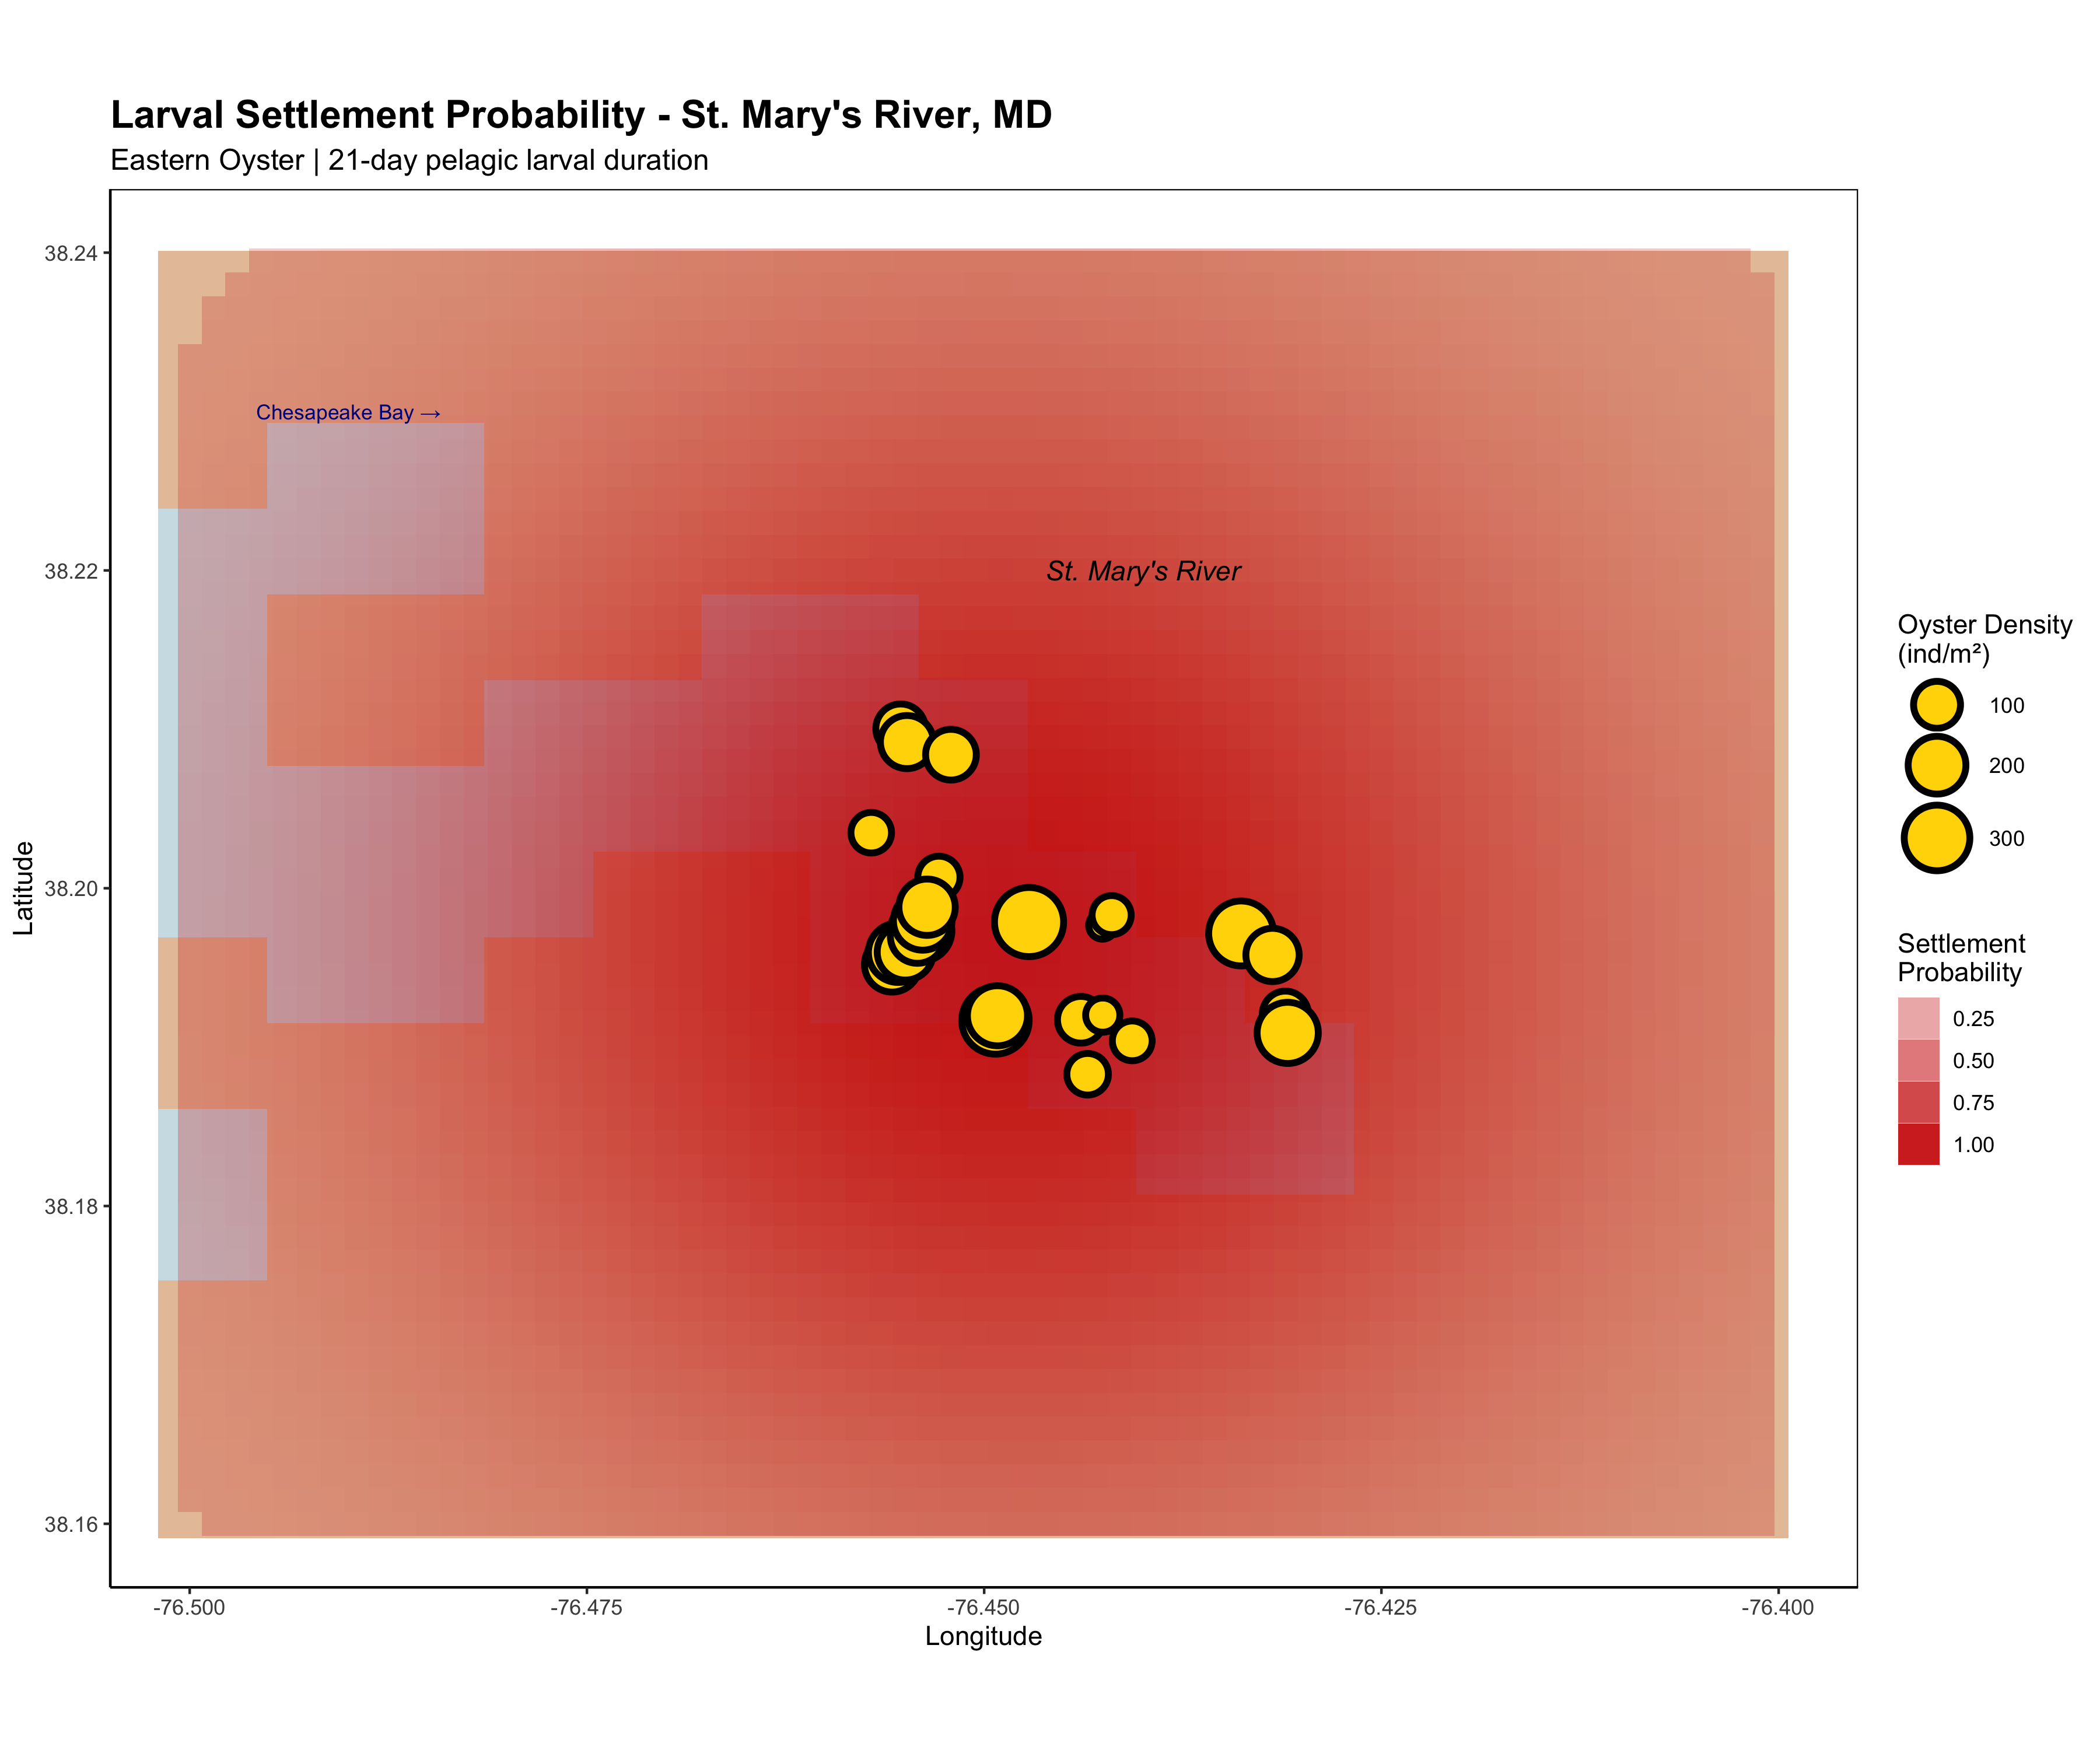 Larval Settlement Probability - St. Mary's River, MD
Eastern Oyster | 21-day pelagic larval duration
38.24
38.22
38.20
38.18
38.16
Latitude
Chesapeake Bay →
St. Mary's River
-76.500
-76.475
-76.450
-76.425
-76.400
Longitude
Oyster Density
(ind/m²)
100
200
300
Settlement
Probability
0.25
0.50
0.75
1.00